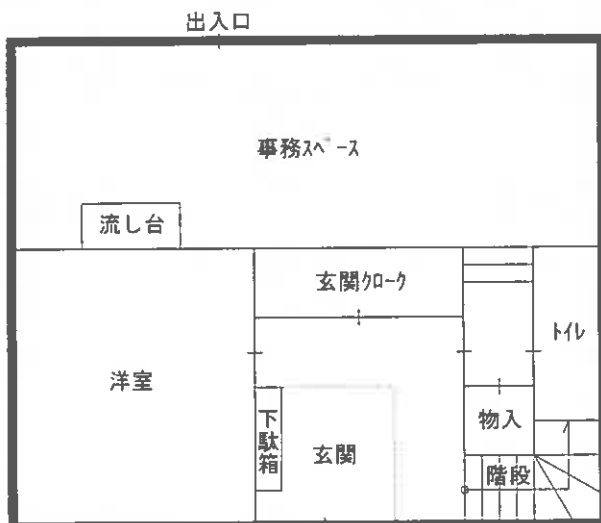 出入口
事務スペース
流し台
玄関クローク
トイレ
洋室
下駄箱
玄関
物入
階段